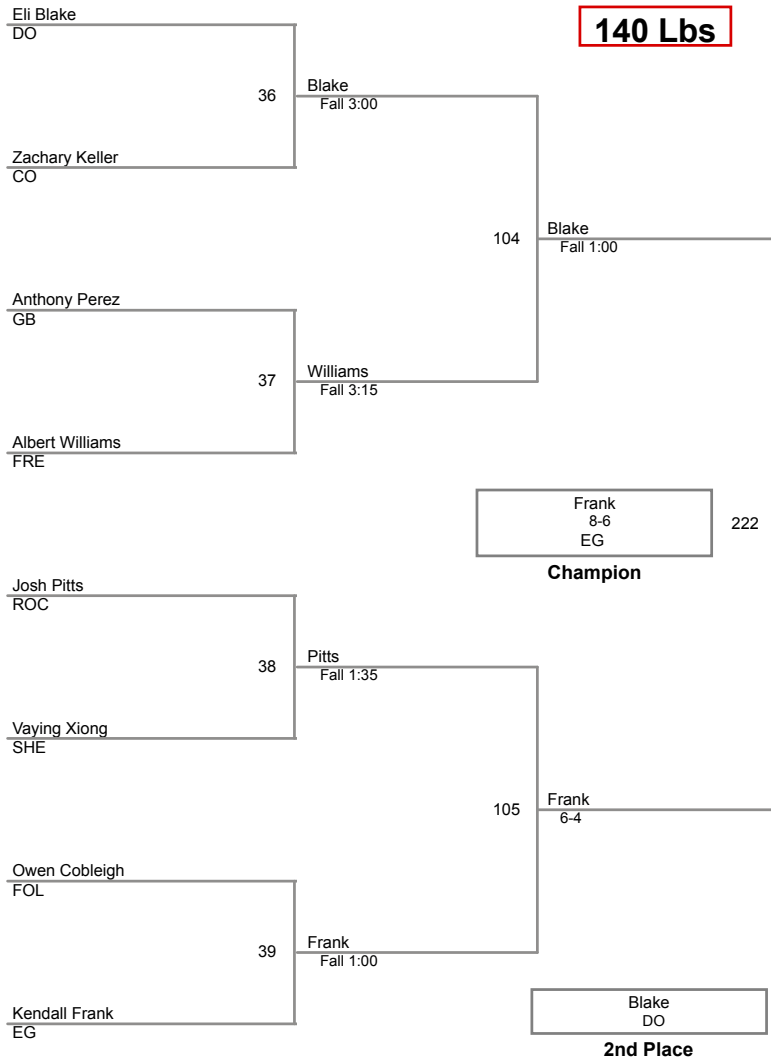 Eli Blake
DO
140 Lbs
36
Blake
Fall 3:00
Zachary Keller
CO
104
Blake
Fall 1:00
Anthony Perez
GB
37
Williams
Fall 3:15
Albert Williams
FRE
Frank
8-6
EG
222
Champion
Josh Pitts
ROC
38
Pitts
Fall 1:35
Vaying Xiong
SHE
105
Frank
6-4
Owen Cobleigh
FOL
39
Frank
Fall 1:00
Kendall Frank
EG
Blake
DO
2nd Place